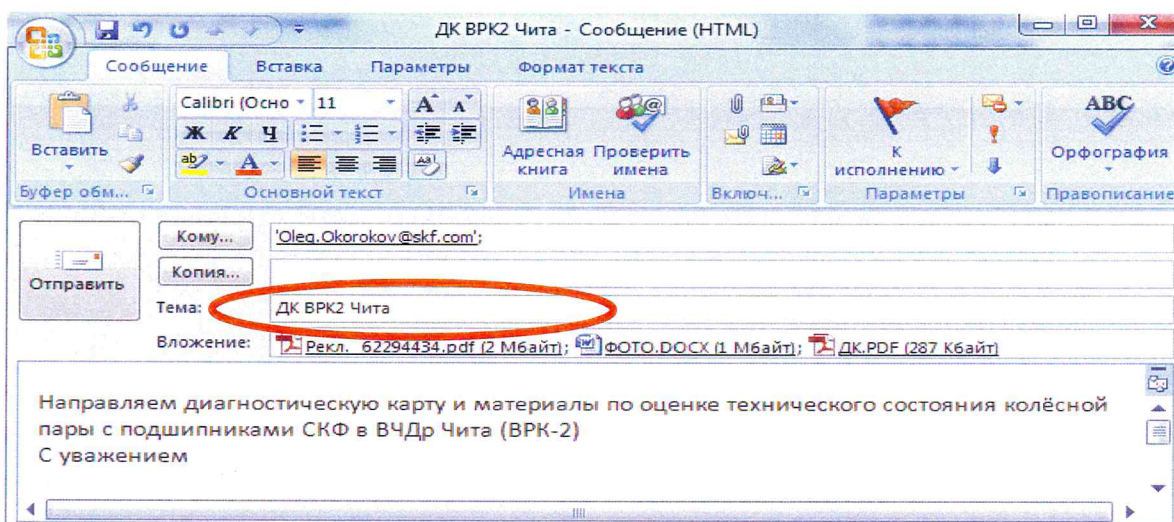 ДК ВРК2 Чита - Сообщение (HTML)
Сообщение Вставка Параметры Формат текста
Calibri (Осно 11 А А
Вставить
Ж К Ч
ab A Aa
Адресная книга
Проверить имена
К исполнению
ABC
Орфография
Буфер обм... Основной текст Имена Включ... Параметры Правописание
Отправить
Кому... 'Oleg.Okorokov@skf.com';
Копия...
Тема: ДК ВРК2 Чита
Вложение: Рекл._ 62294434.pdf (2 Мбайт); ФОТО.DOCX (1 Мбайт); ДК.PDF (287 Кбайт)
Направляем диагностическую карту и материалы по оценке технического состояния колёсной
пары с подшипниками СКФ в ВЧДр Чита (ВРК-2)
С уважением